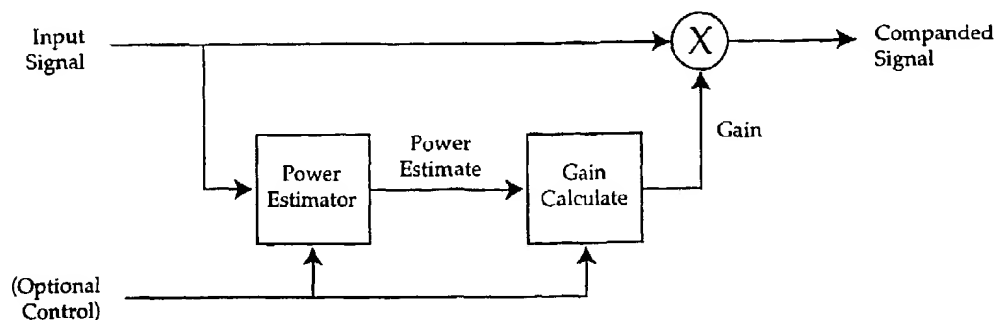 Input
Signal
X
Companded
Signal
Gain
Power
Estimate
Power
Estimator
Gain
Calculate
(Optional
Control)